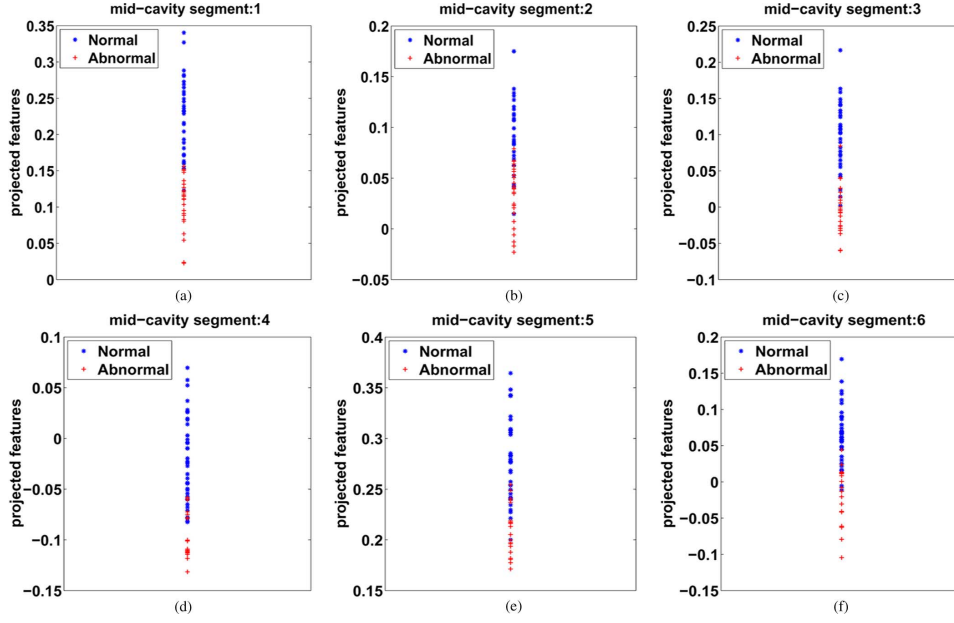 mid-cavity segment:1
0.35
0.3
0.25
0.2
0.15
0.1
0.05
0
projected features
Normal
Abnormal
(a)
mid-cavity segment:2
0.2
0.15
0.1
0.05
0
−0.05
projected features
Normal
Abnormal
(b)
mid-cavity segment:3
0.25
0.2
0.15
0.1
0.05
0
−0.05
−0.1
projected features
Normal
Abnormal
(c)
mid-cavity segment:4
0.1
0.05
0
−0.05
−0.1
−0.15
projected features
Normal
Abnormal
(d)
mid-cavity segment:5
0.4
0.35
0.3
0.25
0.2
0.15
projected features
Normal
Abnormal
(e)
mid-cavity segment:6
0.2
0.15
0.1
0.05
0
−0.05
−0.1
−0.15
projected features
Normal
Abnormal
(f)